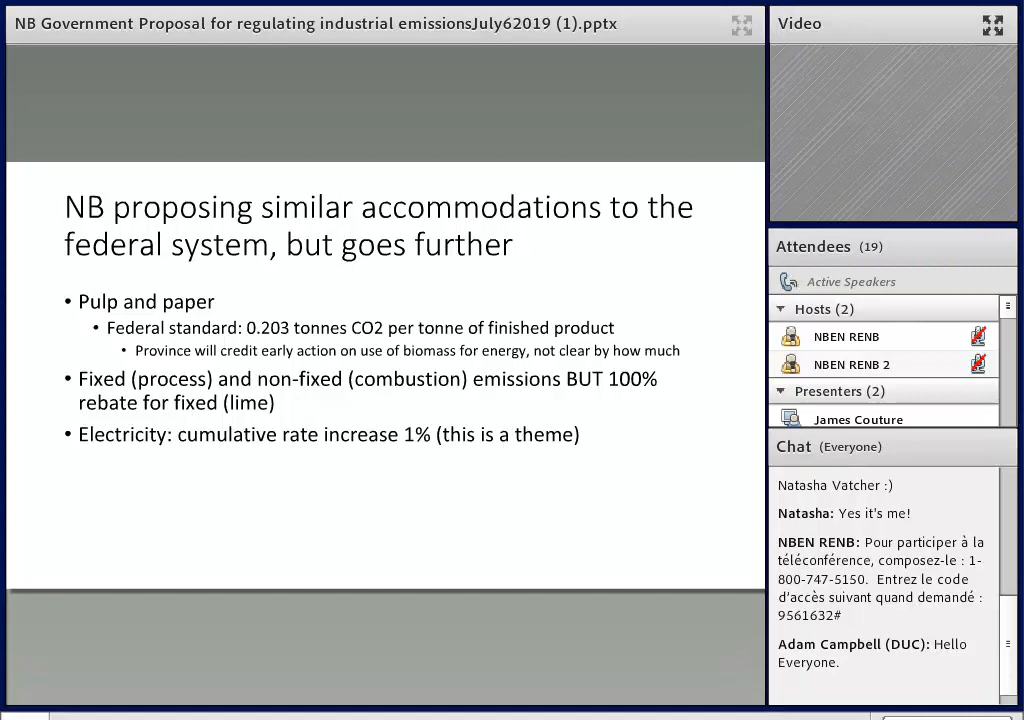 NB Government Proposal for regulating industrial emissionsJuly62019 (1).pptx
NB proposing similar accommodations to the
federal system, but goes further
• Pulp and paper
• Federal standard: 0.203 tonnes CO2 per tonne of finished product
• Province will credit early action on use of biomass for energy, not clear by how much
• Fixed (process) and non-fixed (combustion) emissions BUT 100%
rebate for fixed (lime)
• Electricity: cumulative rate increase 1% (this is a theme)
Video
Attendees (19)
Active Speakers
Hosts (2)
NBEN RENB
NBEN RENB 2
Presenters (2)
James Couture
Chat (Everyone)
Natasha Vatcher :)
Natasha: Yes it's me!
NBEN RENB: Pour participer à la
téléconférence, composez-le : 1-
800-747-5150. Entrez le code
d'accès suivant quand demandé :
9561632#
Adam Campbell (DUC): Hello
Everyone.